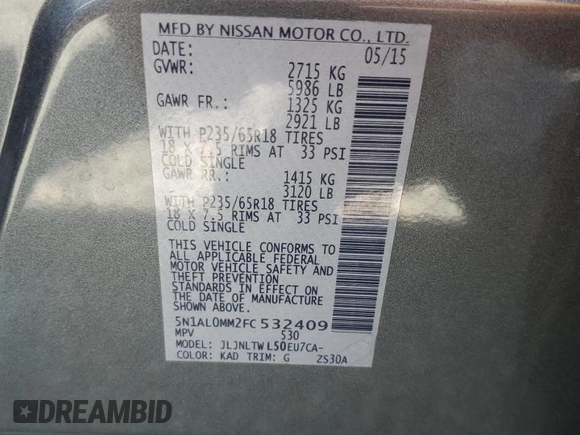 MFD BY NISSAN MOTOR CO., LTD.
DATE: 05/15
GVWR: 2715 KG
5986 LB
GAWR FR.: 1325 KG
2921 LB
WITH P235/65R18 TIRES
18 X 7.5 RIMS AT 33 PSI
COLD SINGLE
GAWR RR.: 1415 KG
3120 LB
WITH P235/65R18 TIRES
18 X 7.5 RIMS AT 33 PSI
COLD SINGLE
THIS VEHICLE CONFORMS TO
ALL APPLICABLE FEDERAL
MOTOR VEHICLE SAFETY AND
THEFT PREVENTION
STANDARDS IN EFFECT ON
THE DATE OF MANUFACTURE
SHOWN ABOVE.
5N1AL0MM2FC532409
MPV 530
MODEL: JLJNLTWL50EU7CA-
COLOR: KAD TRIM: G ZS30A
DREAMBID